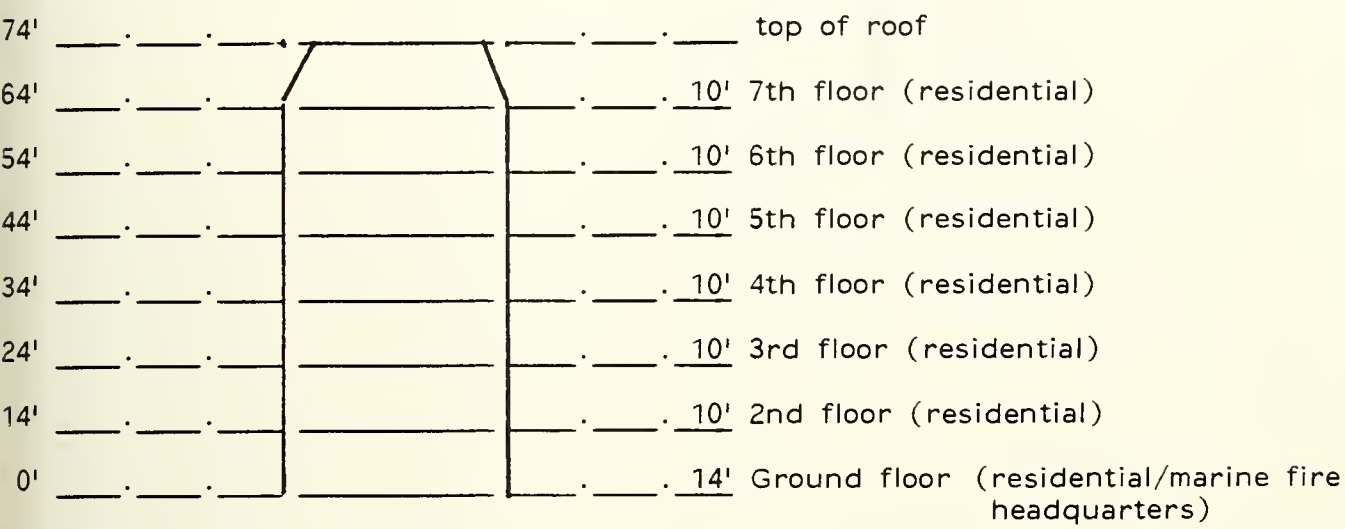 74' top of roof
64' 10' 7th floor (residential)
54' 10' 6th floor (residential)
44' 10' 5th floor (residential)
34' 10' 4th floor (residential)
24' 10' 3rd floor (residential)
14' 10' 2nd floor (residential)
0' 14' Ground floor (residential/marine fire
headquarters)